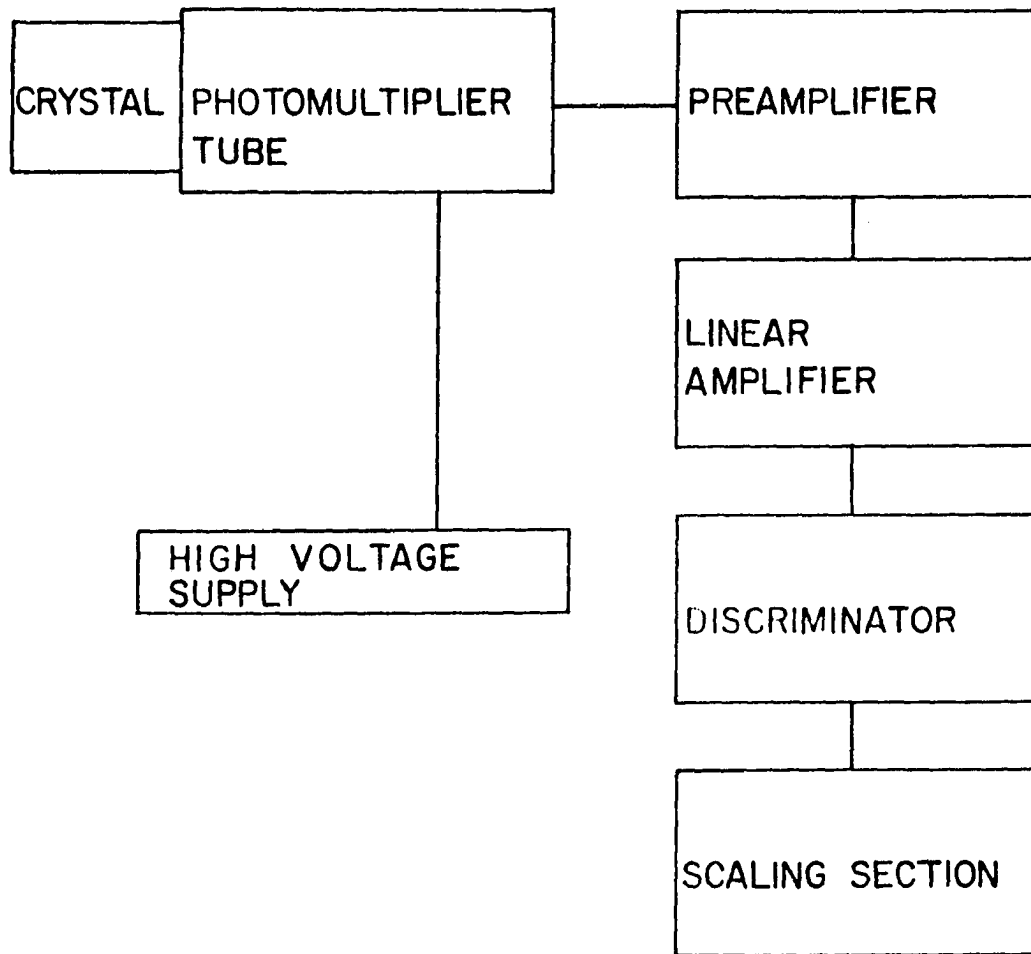 CRYSTAL
PHOTOMULTIPLIER
TUBE
PREAMPLIFIER
LINEAR
AMPLIFIER
HIGH VOLTAGE
SUPPLY
DISCRIMINATOR
SCALING SECTION